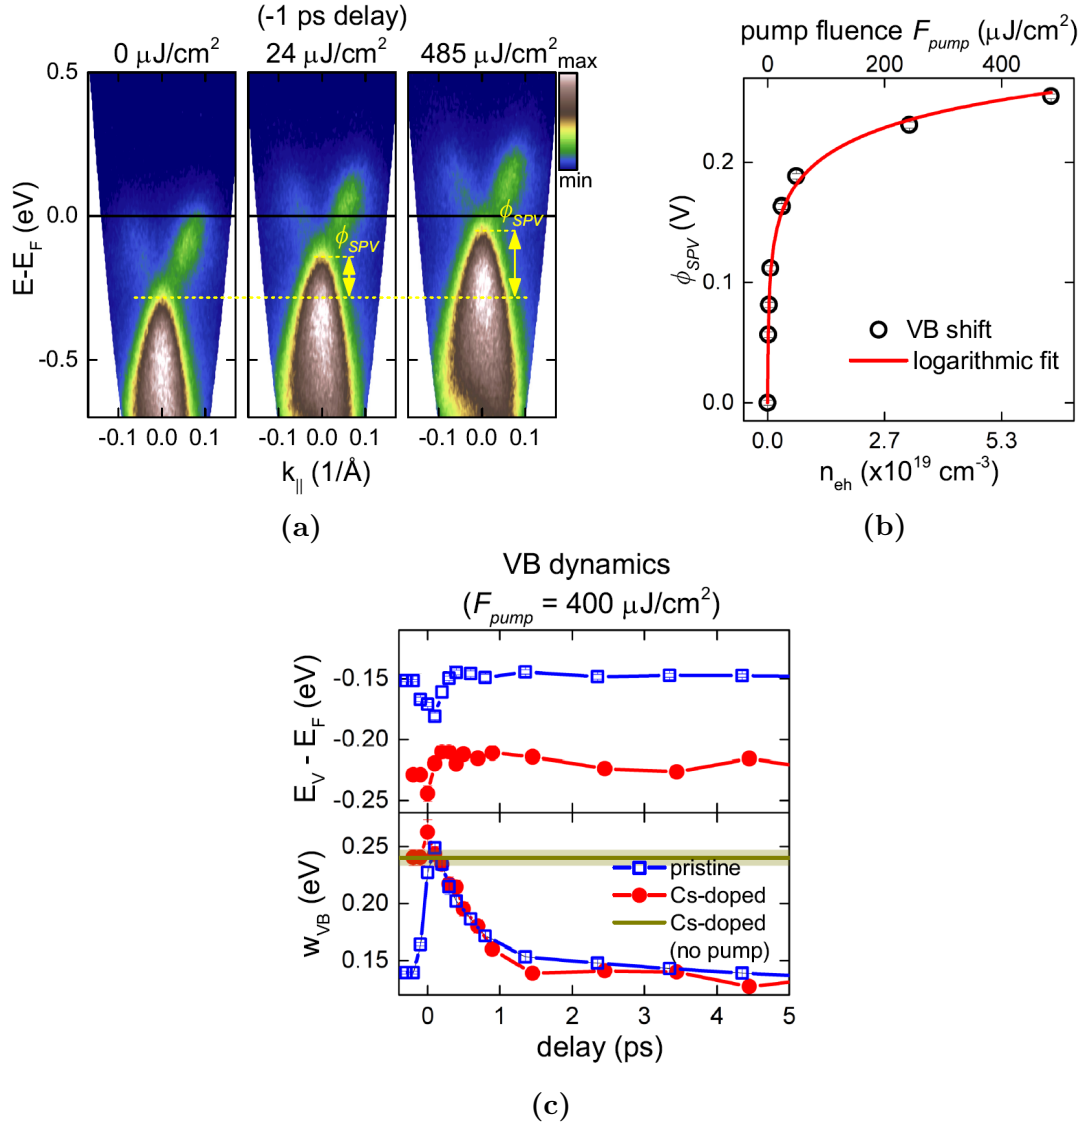 (-1 ps delay)
0 μJ/cm²
24 μJ/cm²
485 μJ/cm²
max
min
0.5
0.0
-0.5
E-E_F (eV)
ϕ_SPV
ϕ_SPV
-0.1 0.0 0.1
-0.1 0.0 0.1
-0.1 0.0 0.1
k_|| (1/Å)
(a)
pump fluence F_pump (μJ/cm²)
0 200 400
0.2
0.1
0.0
ϕ_SPV (V)
VB shift
logarithmic fit
0.0 2.7 5.3
n_eh (x10¹⁹ cm⁻³)
(b)
VB dynamics
(F_pump = 400 μJ/cm²)
-0.15
-0.20
-0.25
E_V - E_F (eV)
0.25
0.20
0.15
w_VB (eV)
pristine
Cs-doped
Cs-doped
(no pump)
0 1 2 3 4 5
delay (ps)
(c)